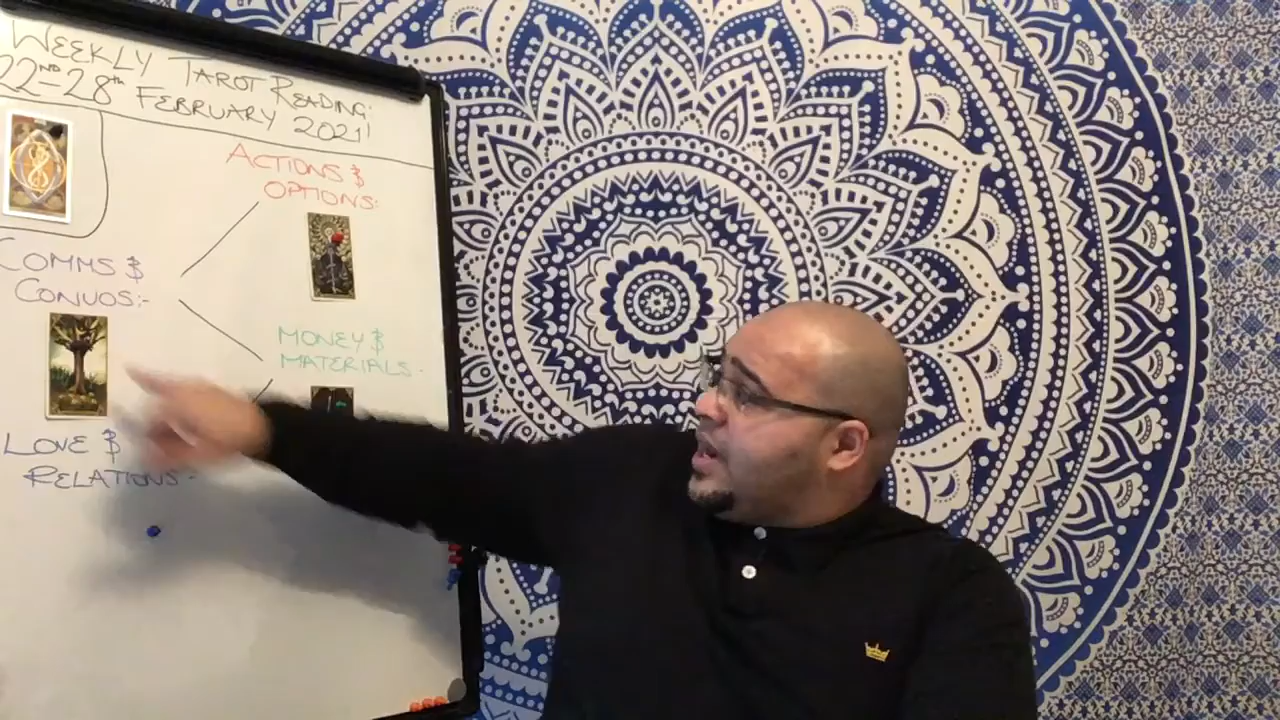 WEEKLY TAROT READING:
22ND-28TH FEBRUARY 2021!
ACTIONS &
OPTIONS:-
COMMS &
CONVOS:-
MONEY &
MATERIALS-
LOVE &
RELATIONS:-